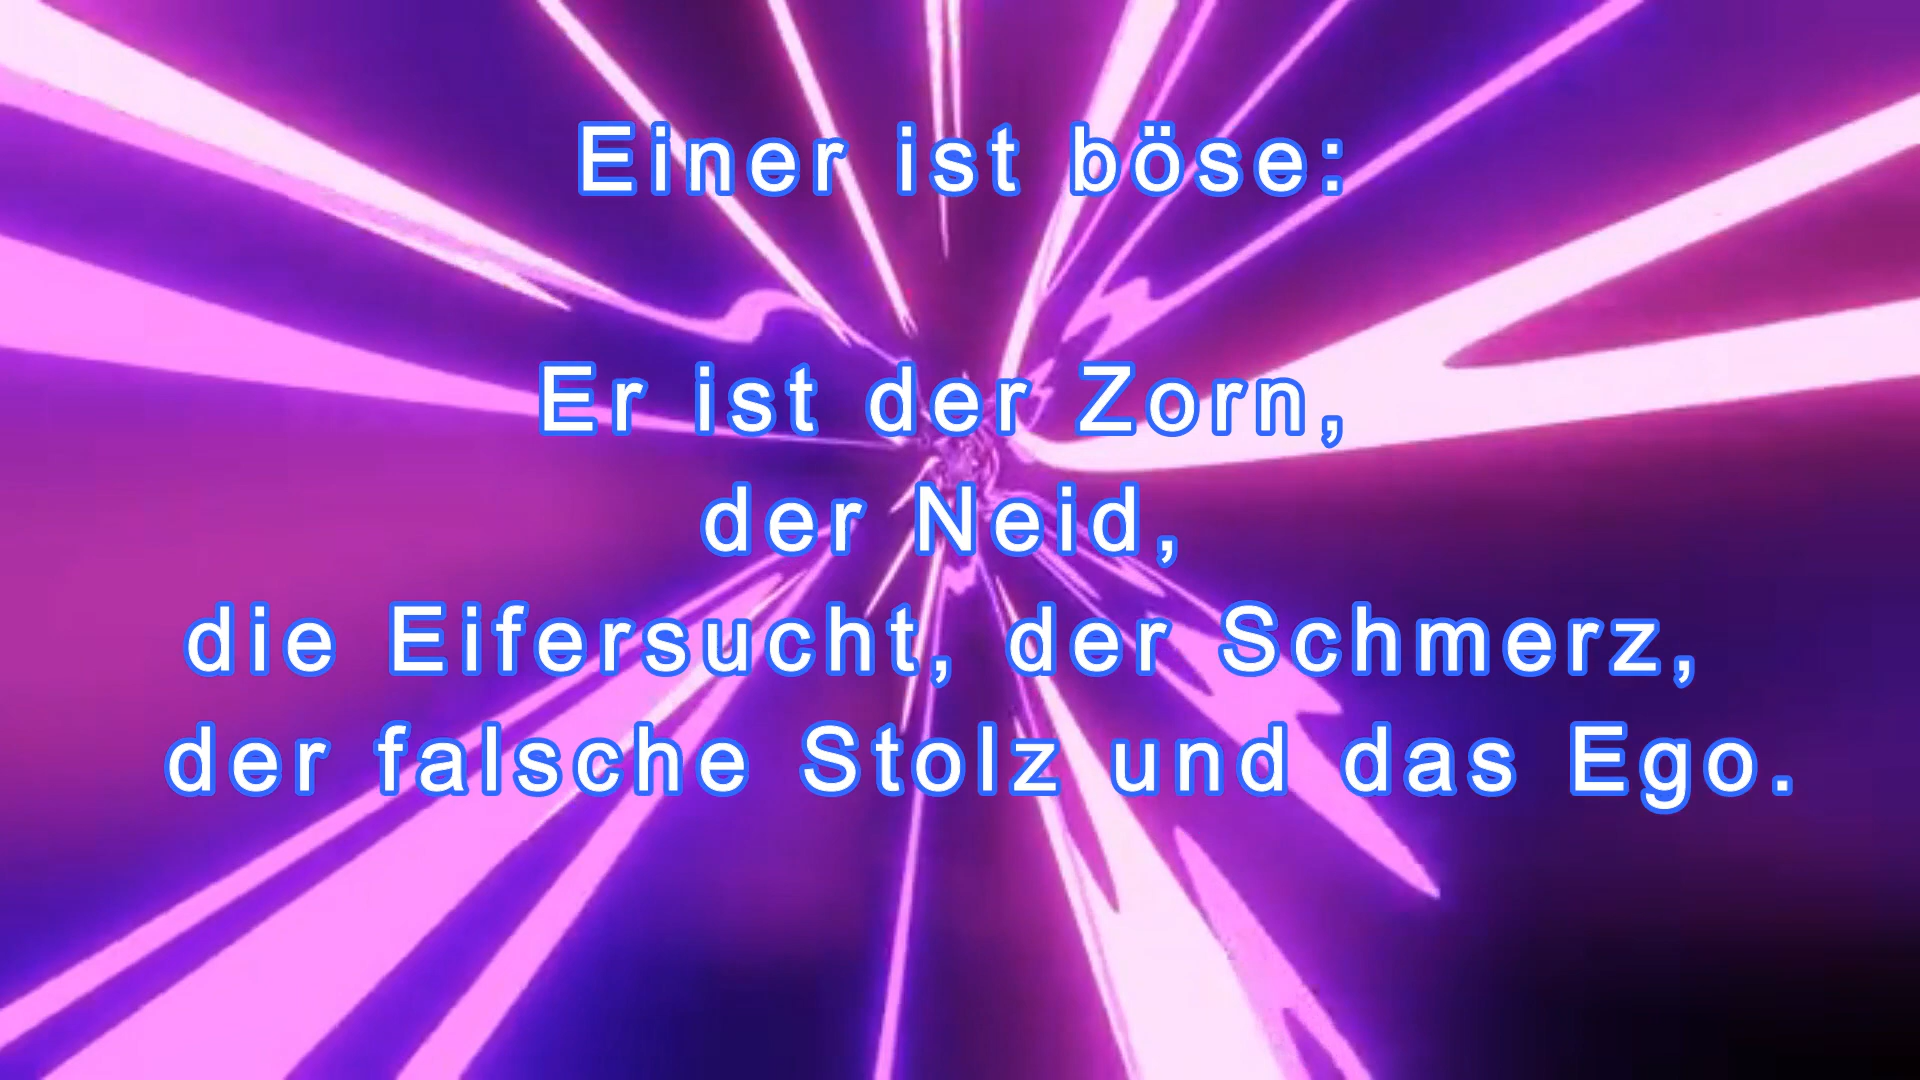 Einer ist böse:
Er ist der Zorn,
der Neid,
die Eifersucht, der Schmerz,
der falsche Stolz und das Ego.